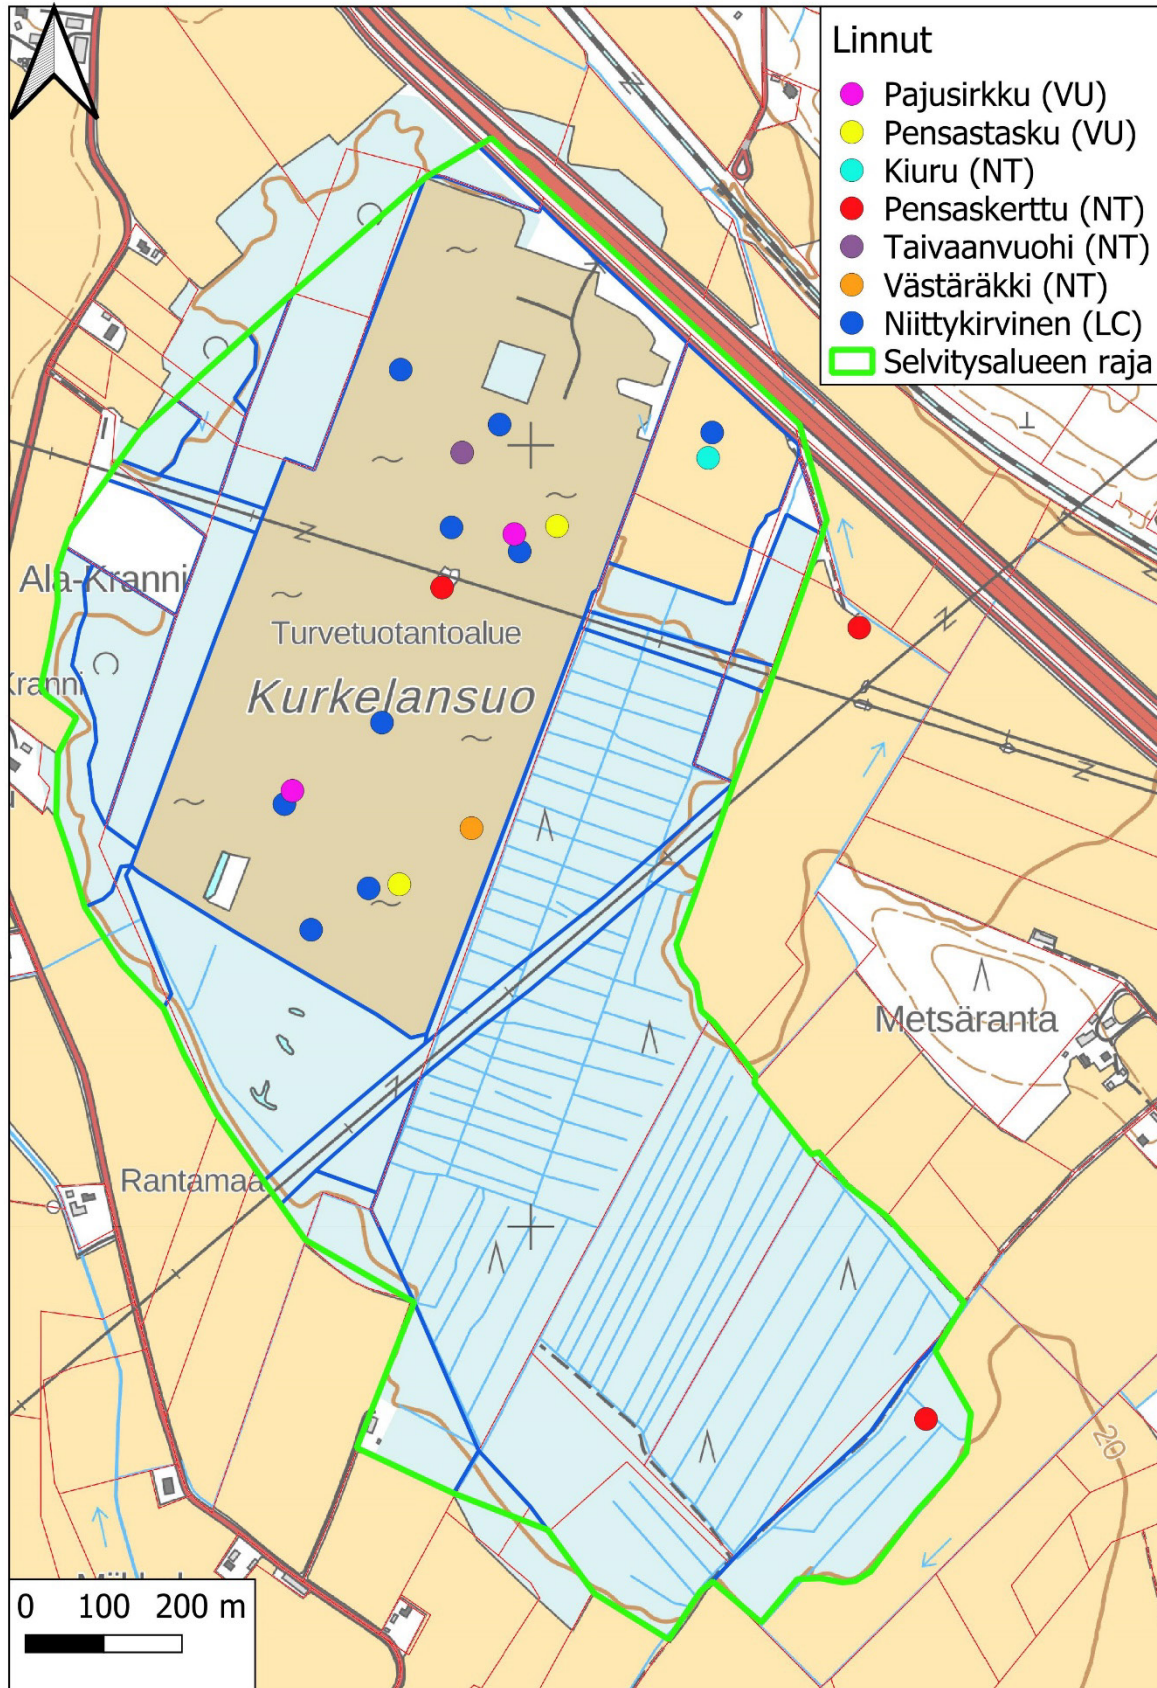 Linnut
Pajusirkku (VU)
Pensastasku (VU)
Kiuru (NT)
Pensaskerttu (NT)
Taivaanvuohi (NT)
Västäräkki (NT)
Niittykirvinen (LC)
Selvitysalueen raja
Ala-Kranni
Kranni
Turvetuotantoalue
Kurkelansuo
Metsäranta
Rantamaa
20
0 100 200 m